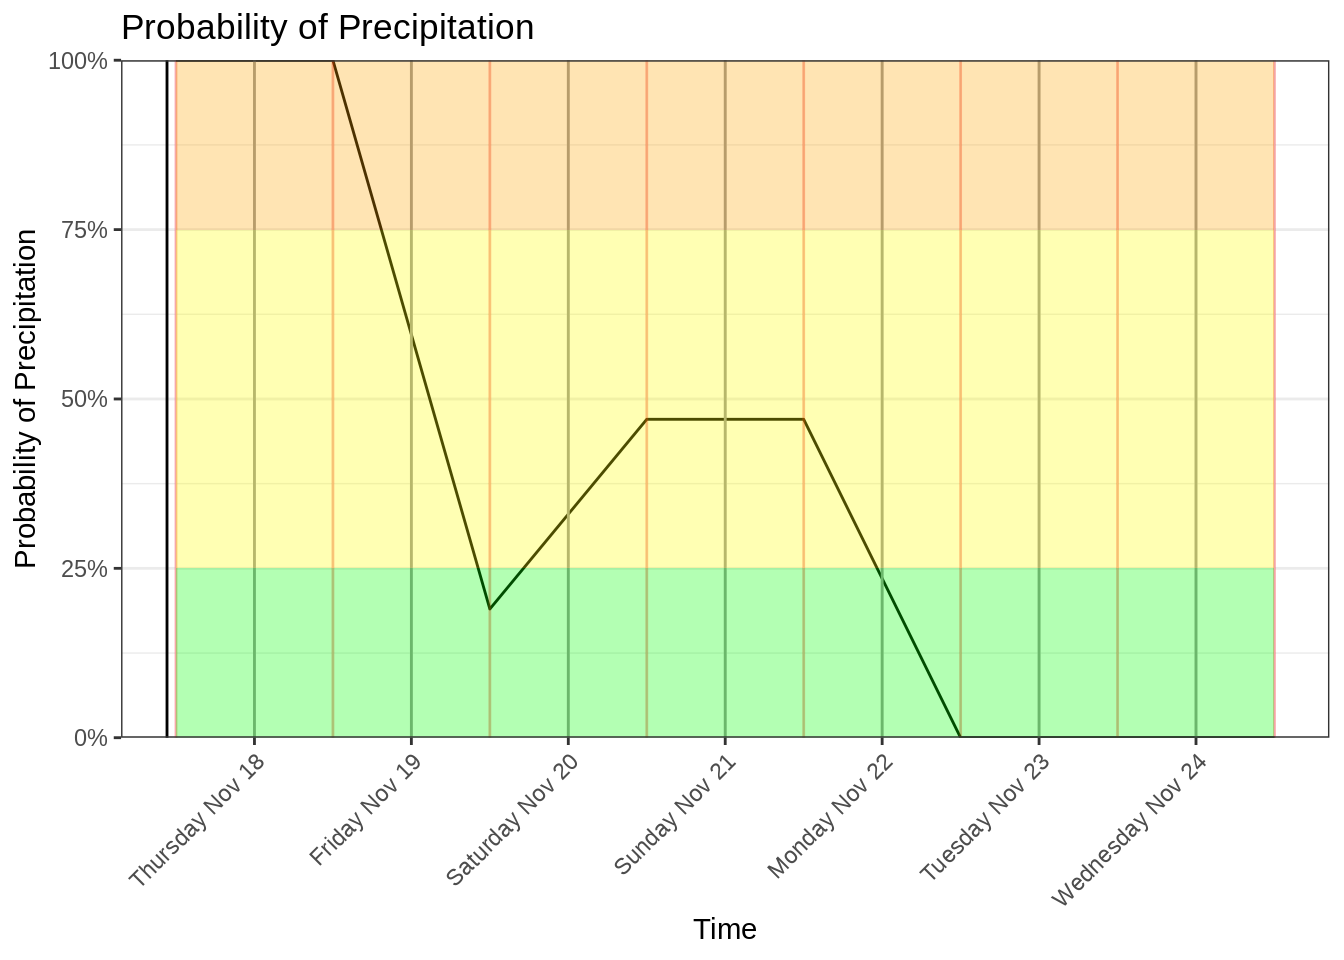 Probability of Precipitation
Probability of Precipitation
100%
75%
50%
25%
0%
Thursday Nov 18
Friday Nov 19
Saturday Nov 20
Sunday Nov 21
Monday Nov 22
Tuesday Nov 23
Wednesday Nov 24
Time